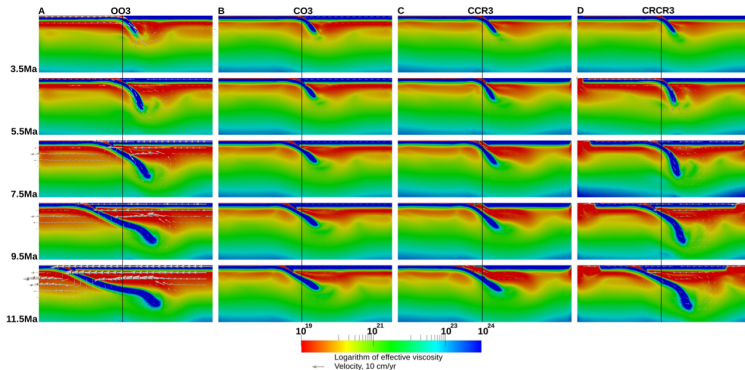 A OO3
B CO3
C CCR3
D CRCR3
3.5Ma
5.5Ma
7.5Ma
9.5Ma
11.5Ma
10^19 10^21 10^23 10^24
Logarithm of effective viscosity
Velocity, 10 cm/yr